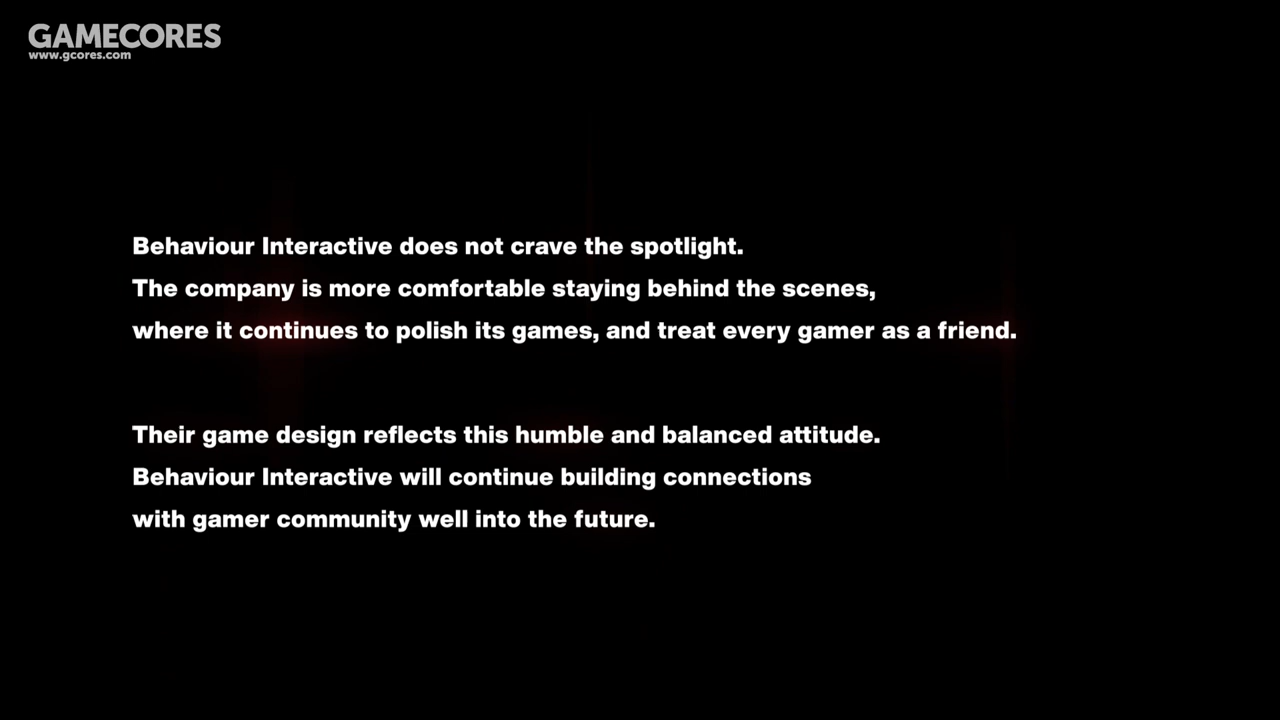 GAMECORES
www.gcores.com
Behaviour Interactive does not crave the spotlight.
The company is more comfortable staying behind the scenes,
where it continues to polish its games, and treat every gamer as a friend.
Their game design reflects this humble and balanced attitude.
Behaviour Interactive will continue building connections
with gamer community well into the future.